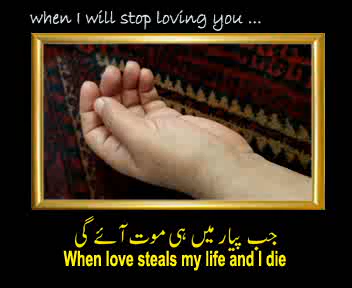 when I will stop loving you ...
جب پیار میں ہی موت آئے گی
When love steals my life and I die